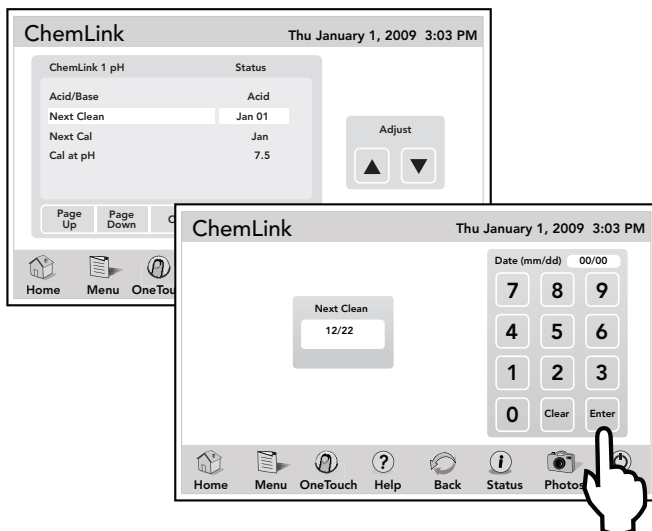 ChemLink Thu January 1, 2009 3:03 PM
ChemLink 1 pH Status
Acid/Base Acid
Next Clean Jan 01
Next Cal Jan
Cal at pH 7.5
Adjust
Page Up Page Down
Home Menu
ChemLink Thu January 1, 2009 3:03 PM
Date (mm/dd) 00/00
Next Clean
12/22
7 8 9
4 5 6
1 2 3
0 Clear Enter
Home Menu OneTouch Help Back Status Photos